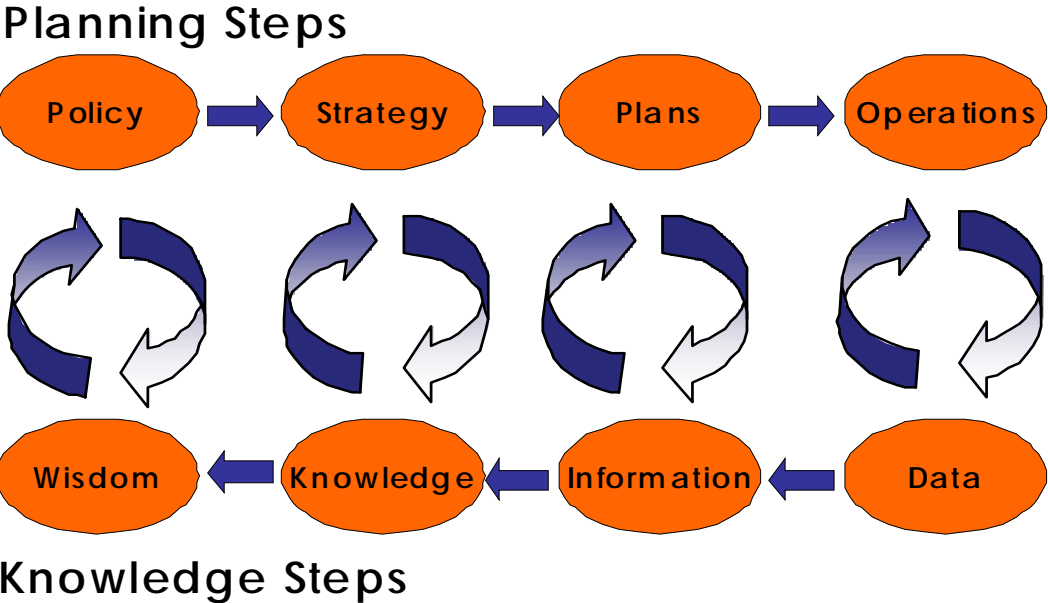 Planning Steps
Policy
Strategy
Plans
Operations
Wisdom
Knowledge
Information
Data
Knowledge Steps